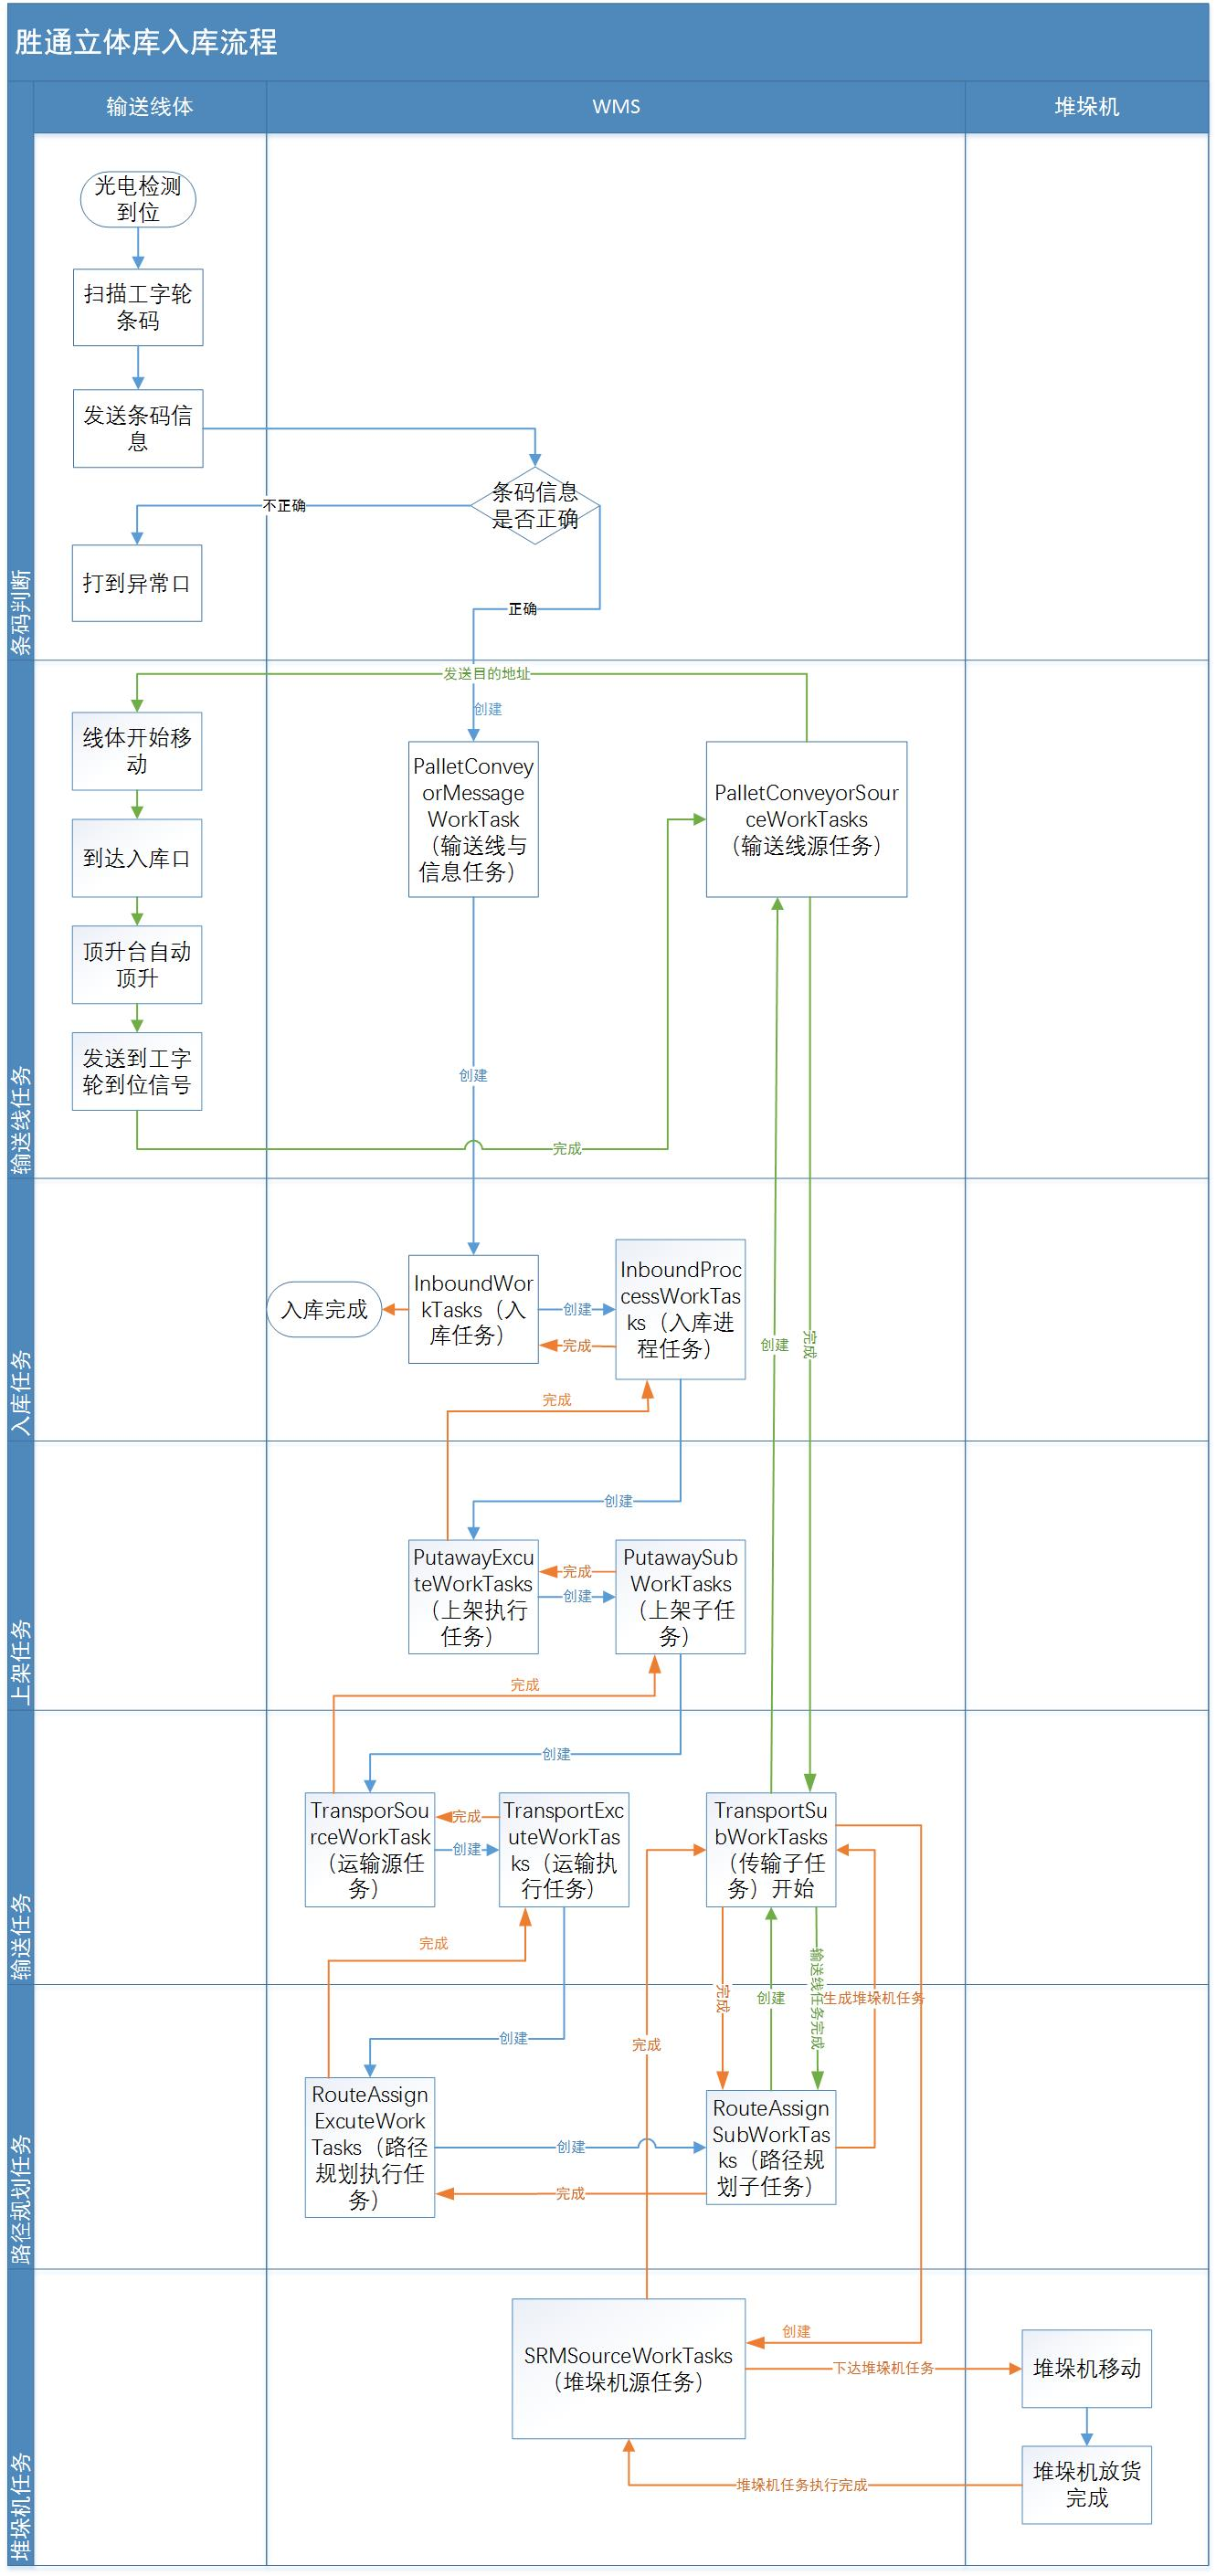 胜通立体库入库流程
输送线体
WMS
堆垛机
条码判断
光电检测
到位
扫描工字轮
条码
发送条码信
息
条码信息
是否正确
不正确
打到异常口
正确
输送线任务
发送目的地址
创建
线体开始移
动
PalletConvey
orMessage
WorkTask
（输送线与
信息任务）
PalletConveyorSour
ceWorkTasks
（输送线源任务）
到达入库口
顶升台自动
顶升
发送到工字
轮到位信号
创建
完成
入库任务
入库完成
InboundWor
kTasks（入
库任务）
创建
完成
InboundProc
cessWorkTas
ks（入库进
程任务）
创建
完成
完成
上架任务
创建
PutawayExcu
teWorkTasks
（上架执行
任务）
完成
创建
PutawaySub
WorkTasks
（上架子任
务）
完成
输送任务
创建
TransporSou
rceWorkTask
（运输源任
务）
完成
创建
TransportExc
uteWorkTas
ks（运输执
行任务）
TransportSu
bWorkTasks
（传输子任
务）开始
完成
路径规划任务
完成
创建
输送线任务完成
生成堆垛机任务
创建
完成
RouteAssign
ExcuteWork
Tasks（路径
规划执行任
务）
创建
完成
RouteAssign
SubWorkTas
ks（路径规
划子任务）
堆垛机任务
SRMSourceWorkTasks
（堆垛机源任务）
创建
下达堆垛机任务
堆垛机移动
堆垛机放货
完成
堆垛机任务执行完成